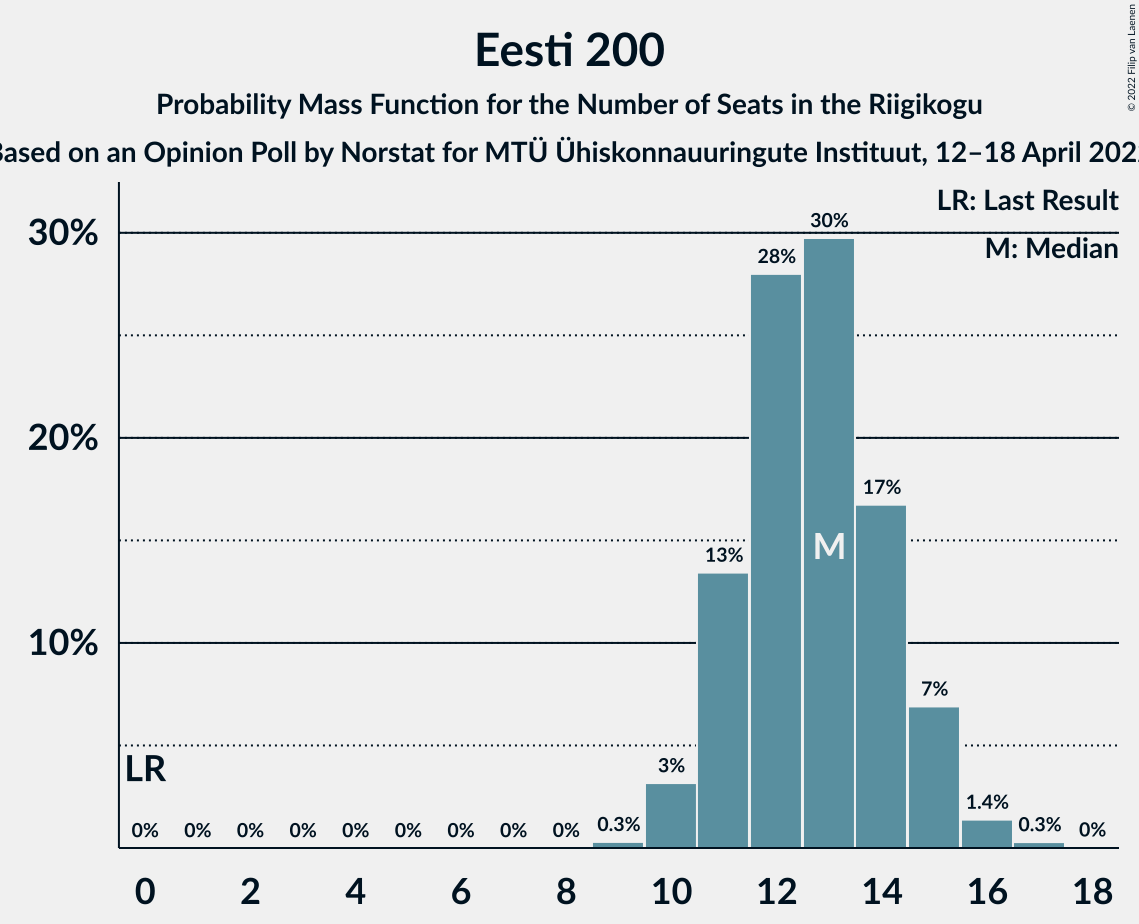 Eesti 200
Probability Mass Function for the Number of Seats in the Riigikogu
Based on an Opinion Poll by Norstat for MTÜ Ühiskonnauuringute Instituut, 12–18 April 2022
© 2022 Filip van Laenen
LR: Last Result
M: Median
30%
20%
10%
LR
0% 0% 0% 0% 0% 0% 0% 0% 0% 0.3% 3% 13% 28% 30% 17% 7% 1.4% 0.3% 0%
M
0 2 4 6 8 10 12 14 16 18